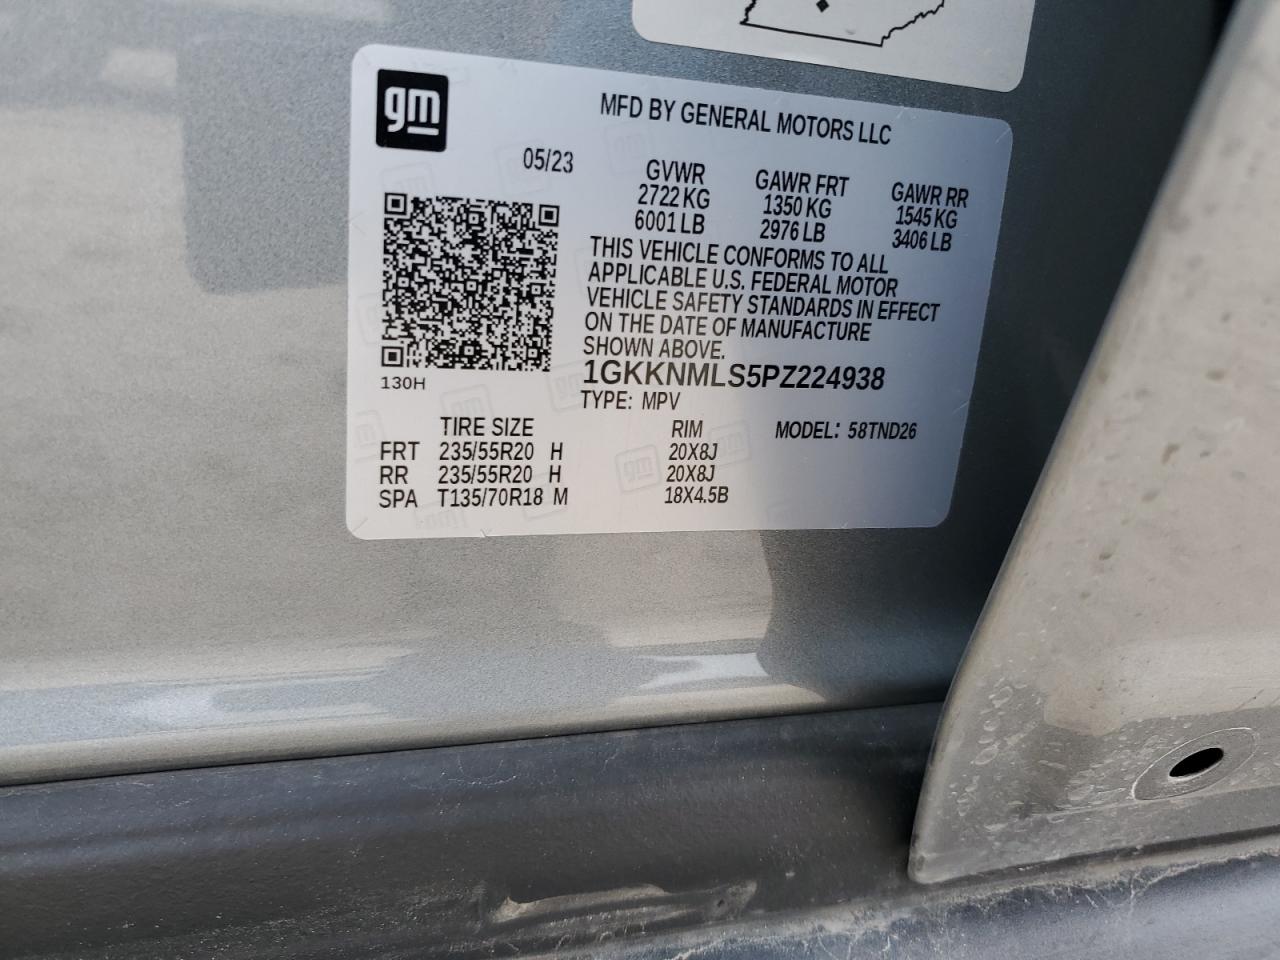 gm
MFD BY GENERAL MOTORS LLC
05/23
GVWR GAWR FRT GAWR RR
2722 KG 1350 KG 1545 KG
6001 LB 2976 LB 3406 LB
THIS VEHICLE CONFORMS TO ALL
APPLICABLE U.S. FEDERAL MOTOR
VEHICLE SAFETY STANDARDS IN EFFECT
ON THE DATE OF MANUFACTURE
SHOWN ABOVE.
1GKKNMLS5PZ224938
130H
TYPE: MPV
TIRE SIZE RIM MODEL: 58TND26
FRT 235/55R20 H 20X8J
RR 235/55R20 H 20X8J
SPA T135/70R18 M 18X4.5B